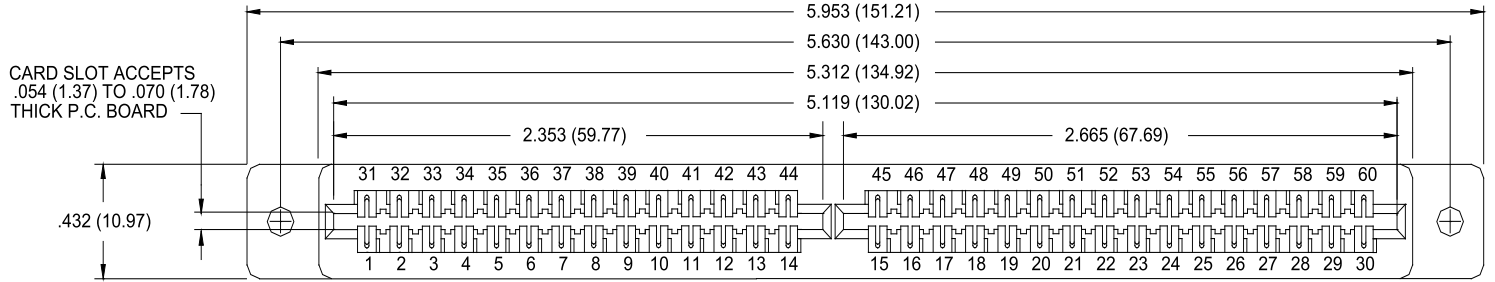 5.953 (151.21)
5.630 (143.00)
CARD SLOT ACCEPTS
.054 (1.37) TO .070 (1.78)
THICK P.C. BOARD
5.312 (134.92)
5.119 (130.02)
2.353 (59.77)
2.665 (67.69)
31 32 33 34 35 36 37 38 39 40 41 42 43 44 45 46 47 48 49 50 51 52 53 54 55 56 57 58 59 60
.432 (10.97)
1 2 3 4 5 6 7 8 9 10 11 12 13 14 15 16 17 18 19 20 21 22 23 24 25 26 27 28 29 30